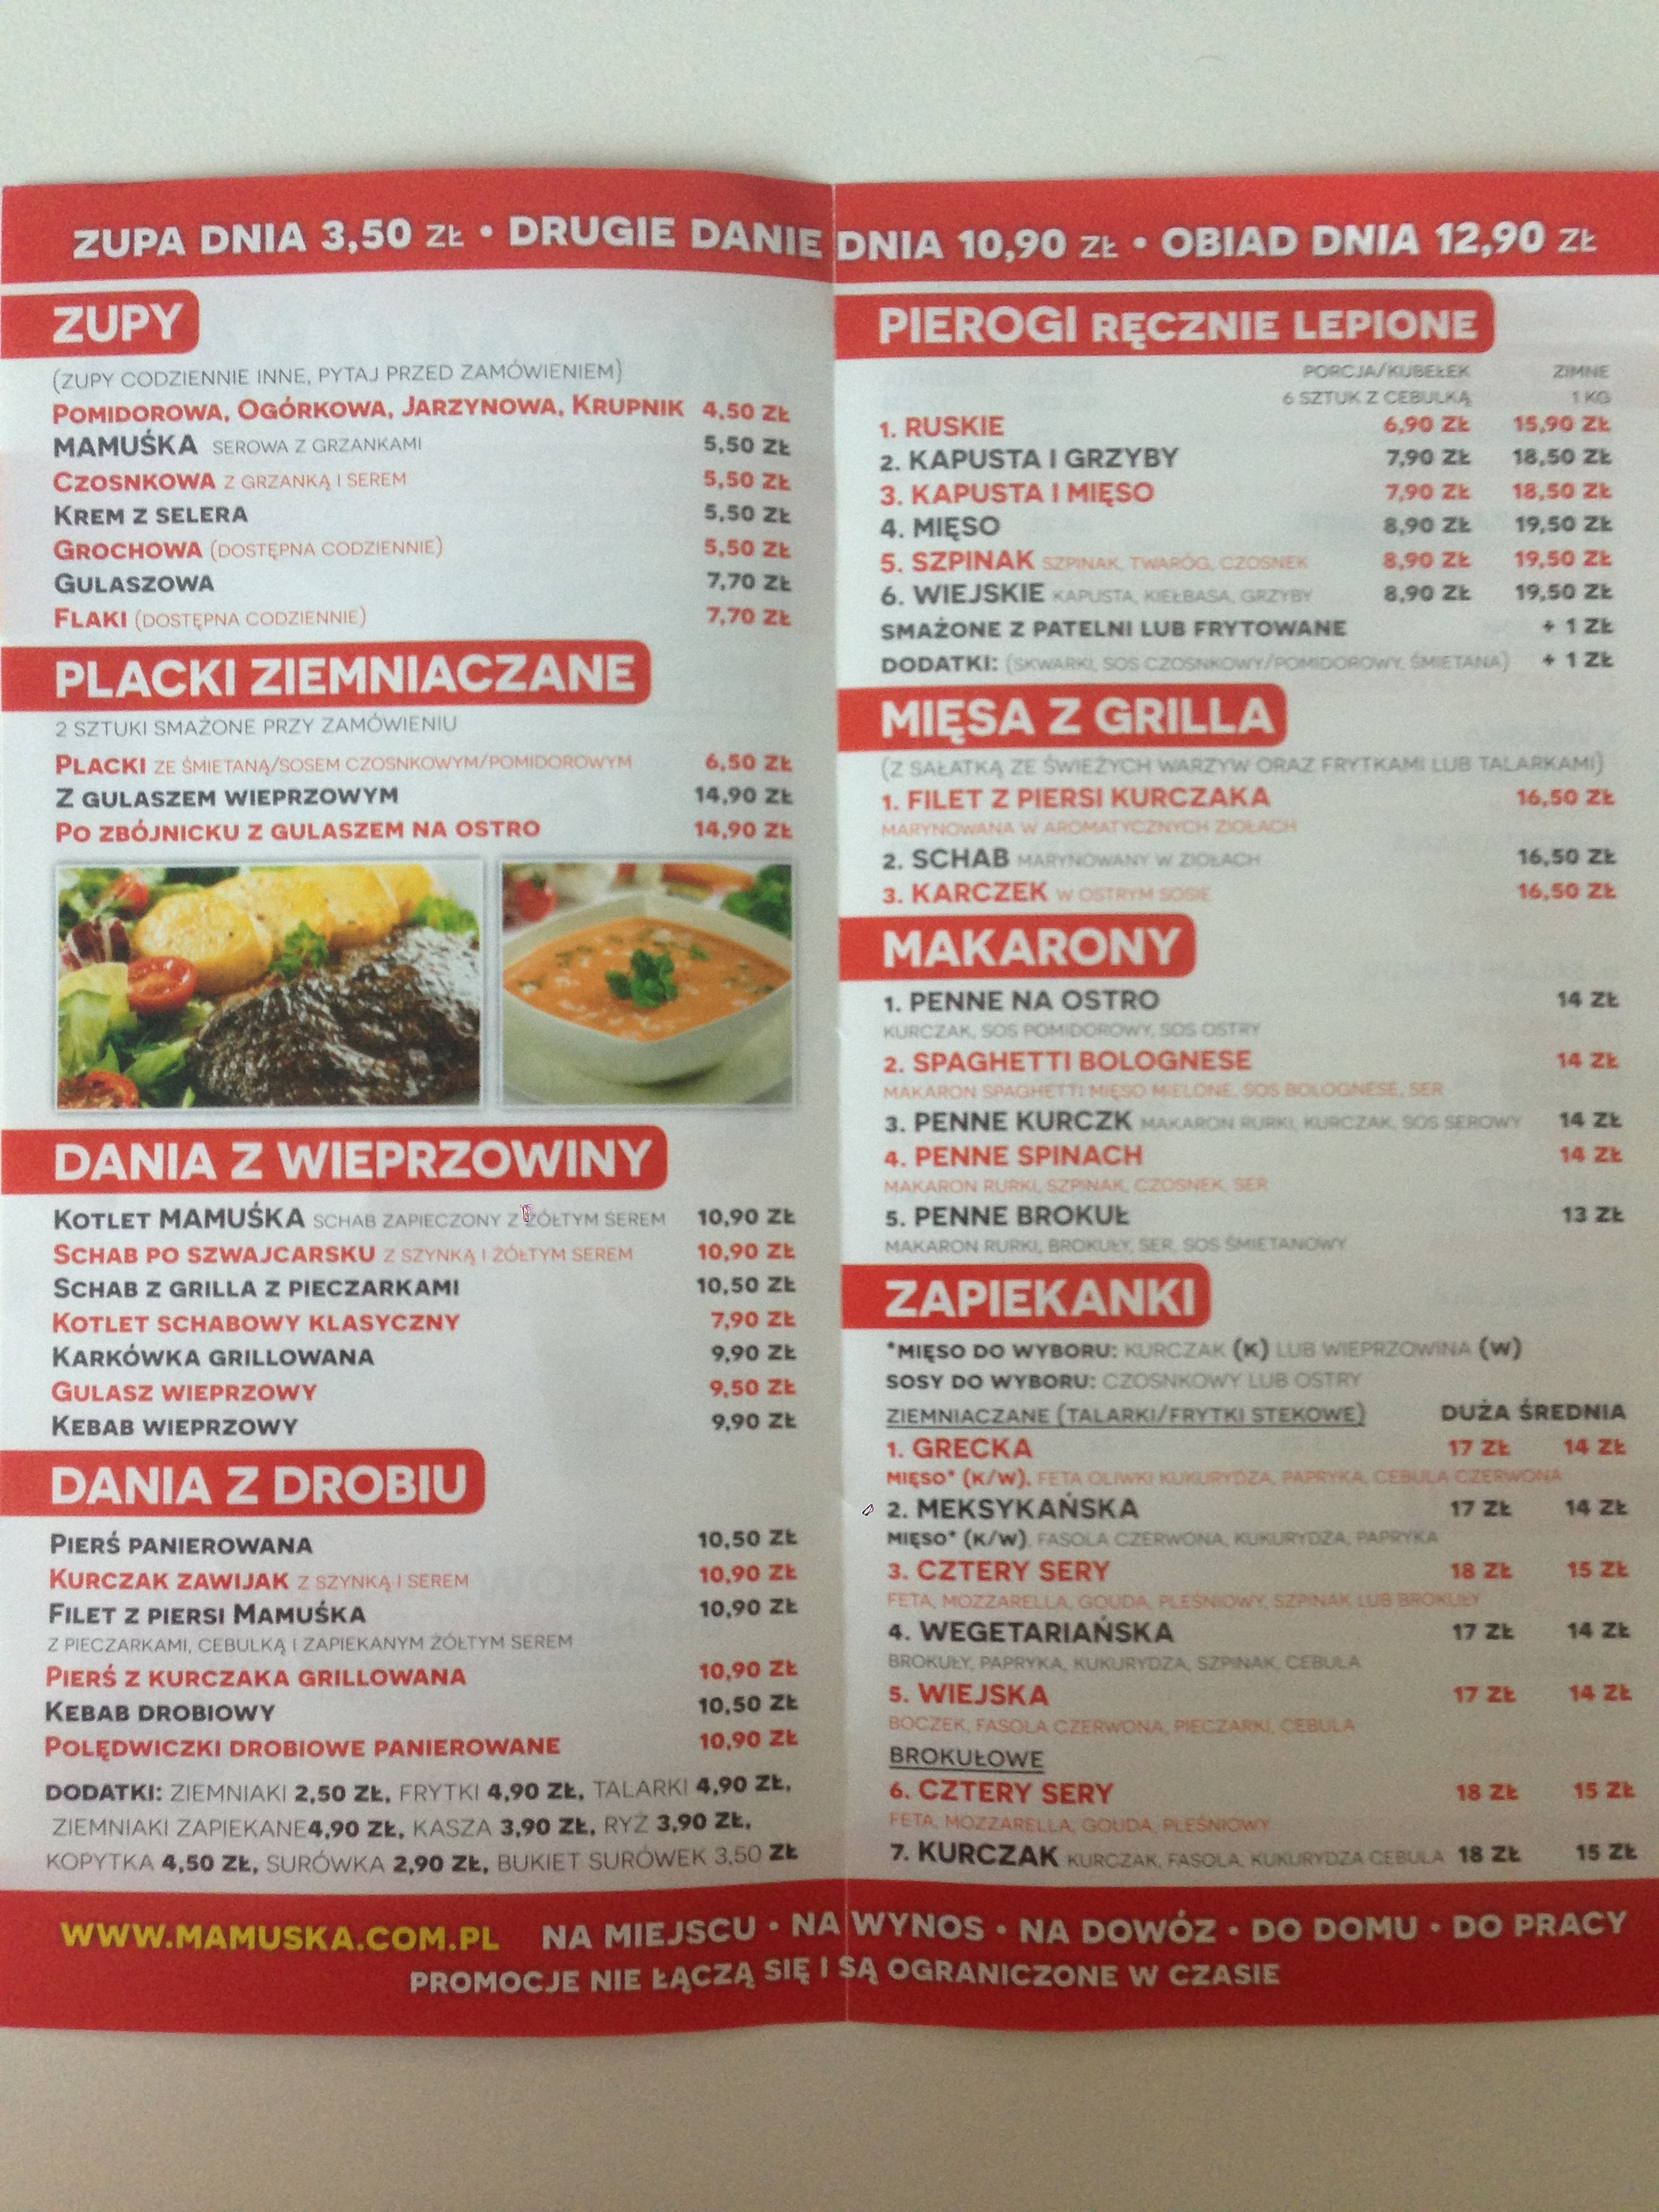 ZUPA DNIA 3,50 ZŁ • DRUGIE DANIE DNIA 10,90 ZŁ • OBIAD DNIA 12,90 ZŁ
ZUPY
(ZUPY CODZIENNIE INNE, PYTAJ PRZED ZAMÓWIENIEM)
POMIDOROWA, OGÓRKOWA, JARZYNOWA, KRUPNIK 4,50 ZŁ
MAMUŚKA SEROWA Z GRZANKAMI 5,50 ZŁ
CZOSNKOWA Z GRZANKĄ I SEREM 5,50 ZŁ
KREM Z SELERA 5,50 ZŁ
GROCHOWA (DOSTĘPNA CODZIENNIE) 5,50 ZŁ
GULASZOWA 7,70 ZŁ
FLAKI (DOSTĘPNA CODZIENNIE) 7,70 ZŁ
PLACKI ZIEMNIACZANE
2 SZTUKI SMAŻONE PRZY ZAMÓWIENIU
PLACKI ZE ŚMIETANĄ/SOSEM CZOSNKOWYM/POMIDOROWYM 6,50 ZŁ
Z GULASZEM WIEPRZOWYM 14,90 ZŁ
PO ZBÓJNICKU Z GULASZEM NA OSTRO 14,90 ZŁ
DANIA Z WIEPRZOWINY
KOTLET MAMUŚKA SCHAB ZAPIECZONY Z ŻÓŁTYM SEREM 10,90 ZŁ
SCHAB PO SZWAJCARSKU Z SZYNKĄ I ŻÓŁTYM SEREM 10,90 ZŁ
SCHAB Z GRILLA Z PIECZARKAMI 10,50 ZŁ
KOTLET SCHABOWY KLASYCZNY 7,90 ZŁ
KARKÓWKA GRILLOWANA 9,90 ZŁ
GULASZ WIEPRZOWY 9,50 ZŁ
KEBAB WIEPRZOWY 9,90 ZŁ
DANIA Z DROBIU
PIERŚ PANIEROWANA 10,50 ZŁ
KURCZAK ZAWIJAK Z SZYNKĄ I SEREM 10,90 ZŁ
FILET Z PIERSI MAMUŚKA 10,90 ZŁ
Z PIECZARKAMI, CEBULKĄ I ZAPIEKANYM ŻÓŁTYM SEREM
PIERŚ Z KURCZAKA GRILLOWANA 10,90 ZŁ
KEBAB DROBIOWY 10,50 ZŁ
POLĘDWICZKI DROBIOWE PANIEROWANE 10,90 ZŁ
DODATKI: ZIEMNIAKI 2,50 ZŁ, FRYTKI 4,90 ZŁ, TALARKI 4,90 ZŁ,
ZIEMNIAKI ZAPIEKANE4,90 ZŁ, KASZA 3,90 ZŁ, RYŻ 3,90 ZŁ,
KOPYTKA 4,50 ZŁ, SURÓWKA 2,90 ZŁ, BUKIET SURÓWEK 3,50 ZŁ
PIEROGI RĘCZNIE LEPIONE
PORCJA/KUBEŁEK ZIMNE
6 SZTUK Z CEBULKĄ 1 KG
1. RUSKIE 6,90 ZŁ 15,90 ZŁ
2. KAPUSTA I GRZYBY 7,90 ZŁ 18,50 ZŁ
3. KAPUSTA I MIĘSO 7,90 ZŁ 18,50 ZŁ
4. MIĘSO 8,90 ZŁ 19,50 ZŁ
5. SZPINAK SZPINAK, TWARÓG, CZOSNEK 8,90 ZŁ 19,50 ZŁ
6. WIEJSKIE KAPUSTA, KIEŁBASA, GRZYBY 8,90 ZŁ 19,50 ZŁ
SMAŻONE Z PATELNI LUB FRYTOWANE + 1 ZŁ
DODATKI: (SKWARKI, SOS CZOSNKOWY/POMIDOROWY, ŚMIETANA) + 1 ZŁ
MIĘSA Z GRILLA
(Z SAŁATKĄ ZE ŚWIEŻYCH WARZYW ORAZ FRYTKAMI LUB TALARKAMI)
1. FILET Z PIERSI KURCZAKA 16,50 ZŁ
MARYNOWANA W AROMATYCZNYCH ZIOŁACH
2. SCHAB MARYNOWANY W ZIOŁACH 16,50 ZŁ
3. KARCZEK W OSTRYM SOSIE 16,50 ZŁ
MAKARONY
1. PENNE NA OSTRO 14 ZŁ
KURCZAK, SOS POMIDOROWY, SOS OSTRY
2. SPAGHETTI BOLOGNESE 14 ZŁ
MAKARON SPAGHETTI MIĘSO MIELONE, SOS BOLOGNESE, SER
3. PENNE KURCZK MAKARON RURKI, KURCZAK, SOS SEROWY 14 ZŁ
4. PENNE SPINACH 14 ZŁ
MAKARON RURKI, SZPINAK, CZOSNEK, SER
5. PENNE BROKUŁ 13 ZŁ
MAKARON RURKI, BROKUŁY, SER, SOS ŚMIETANOWY
ZAPIEKANKI
*MIĘSO DO WYBORU: KURCZAK (K) LUB WIEPRZOWINA (W)
SOSY DO WYBORU: CZOSNKOWY LUB OSTRY
ZIEMNIACZANE (TALARKI/FRYTKI STEKOWE) DUŻA ŚREDNIA
1. GRECKA 17 ZŁ 14 ZŁ
MIĘSO* (K/W), FETA OLIWKI KUKURYDZA, PAPRYKA, CEBULA CZERWONA
2. MEKSYKAŃSKA 17 ZŁ 14 ZŁ
MIĘSO* (K/W) FASOLA CZERWONA, KUKURYDZA, PAPRYKA
3. CZTERY SERY 18 ZŁ 15 ZŁ
FETA, MOZZARELLA, GOUDA, PLEŚNIOWY, SZPINAK LUB BROKUŁY
4. WEGETARIAŃSKA 17 ZŁ 14 ZŁ
BROKUŁY, PAPRYKA, KUKURYDZA, SZPINAK, CEBULA
5. WIEJSKA 17 ZŁ 14 ZŁ
BOCZEK, FASOLA CZERWONA, PIECZARKI, CEBULA
BROKUŁOWE
6. CZTERY SERY 18 ZŁ 15 ZŁ
FETA, MOZZARELLA, GOUDA, PLEŚNIOWY
7. KURCZAK KURCZAK, FASOLA, KUKURYDZA CEBULA 18 ZŁ 15 ZŁ
WWW.MAMUSKA.COM.PL NA MIEJSCU • NA WYNOS • NA DOWÓZ • DO DOMU • DO PRACY
PROMOCJE NIE ŁĄCZĄ SIĘ I SĄ OGRANICZONE W CZASIE